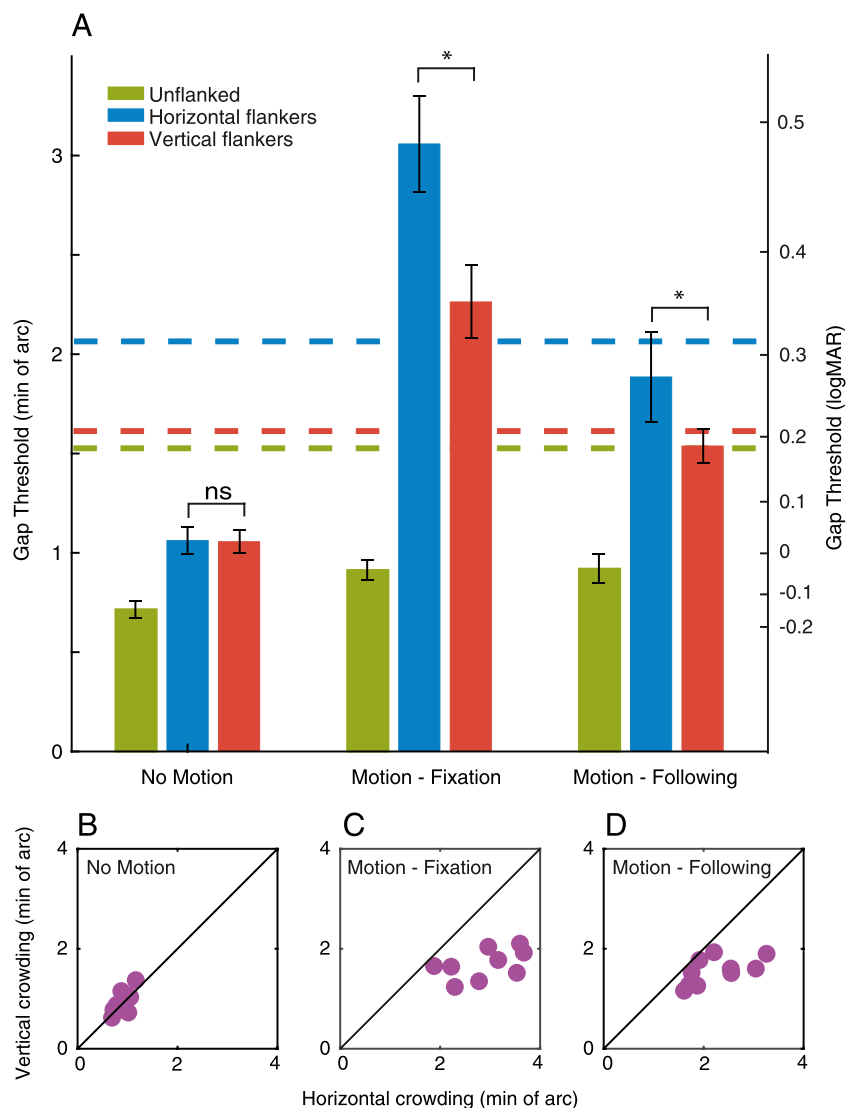 A
Unflanked
Horizontal flankers
Vertical flankers
*
*
ns
Gap Threshold (min of arc)
3
2
1
0
Gap Threshold (logMAR)
0.5
0.4
0.3
0.2
0.1
0
-0.1
-0.2
No Motion
Motion - Fixation
Motion - Following
B
C
D
Vertical crowding (min of arc)
4
No Motion
2
0
0
2
4
4
Motion - Fixation
2
0
0
2
4
4
Motion - Following
2
0
0
2
4
Horizontal crowding (min of arc)